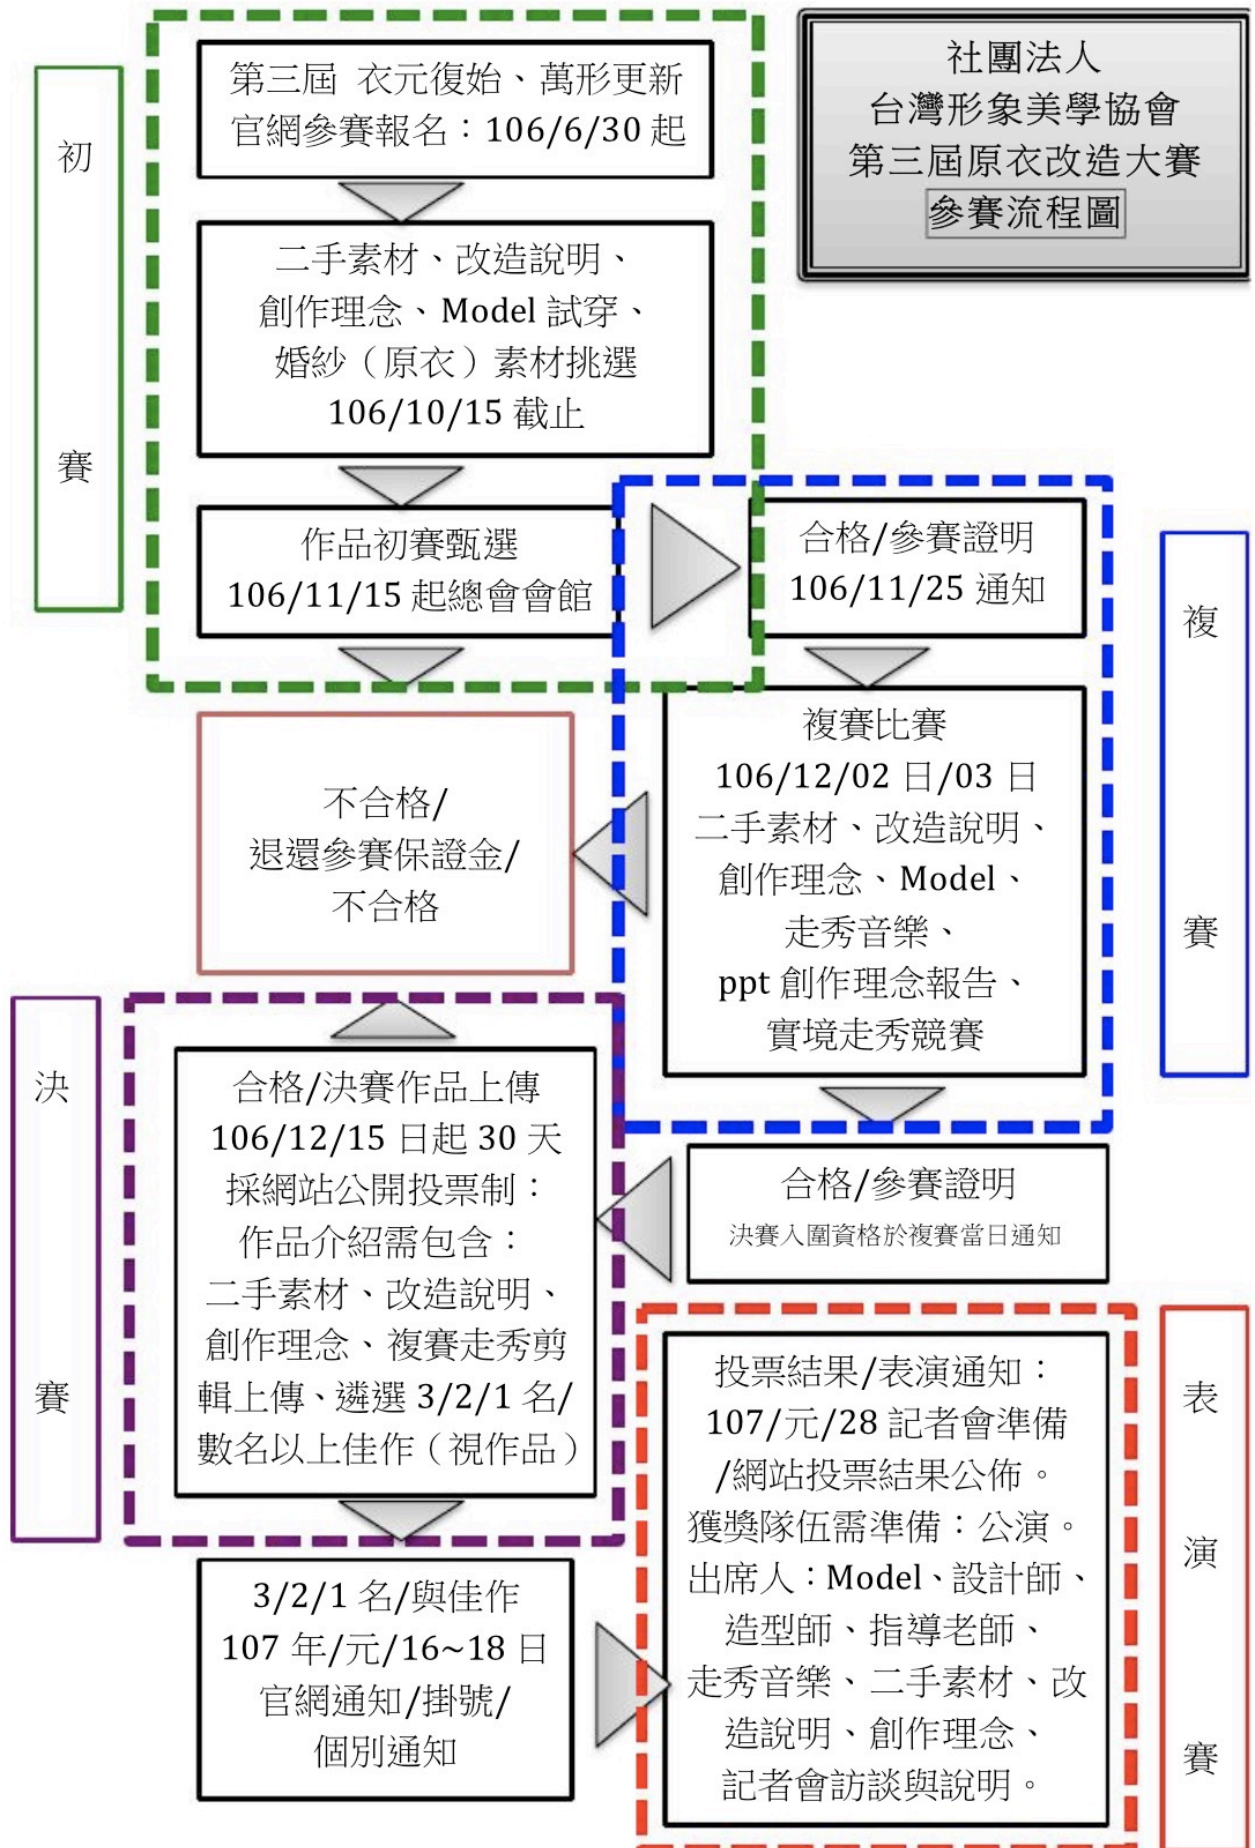 社團法人
台灣形象美學協會
第三屆原衣改造大賽
參賽流程圖
初
賽
第三屆 衣元復始、萬形更新
官網參賽報名：106/6/30 起
二手素材、改造說明、
創作理念、Model 試穿、
婚紗（原衣）素材挑選
106/10/15 截止
作品初賽甄選
106/11/15 起總會會館
合格/參賽證明
106/11/25 通知
複
賽
複賽比賽
106/12/02 日/03 日
二手素材、改造說明、
創作理念、Model、
走秀音樂、
ppt 創作理念報告、
實境走秀競賽
不合格/
退還參賽保證金/
不合格
合格/參賽證明
決賽入圍資格於複賽當日通知
決
賽
合格/決賽作品上傳
106/12/15 日起 30 天
採網站公開投票制：
作品介紹需包含：
二手素材、改造說明、
創作理念、複賽走秀剪
輯上傳、遴選 3/2/1 名/
數名以上佳作（視作品）
3/2/1 名/與佳作
107 年/元/16~18 日
官網通知/掛號/
個別通知
表
演
賽
投票結果/表演通知：
107/元/28 記者會準備
/網站投票結果公佈。
獲獎隊伍需準備：公演。
出席人：Model、設計師、
造型師、指導老師、
走秀音樂、二手素材、改
造說明、創作理念、
記者會訪談與說明。